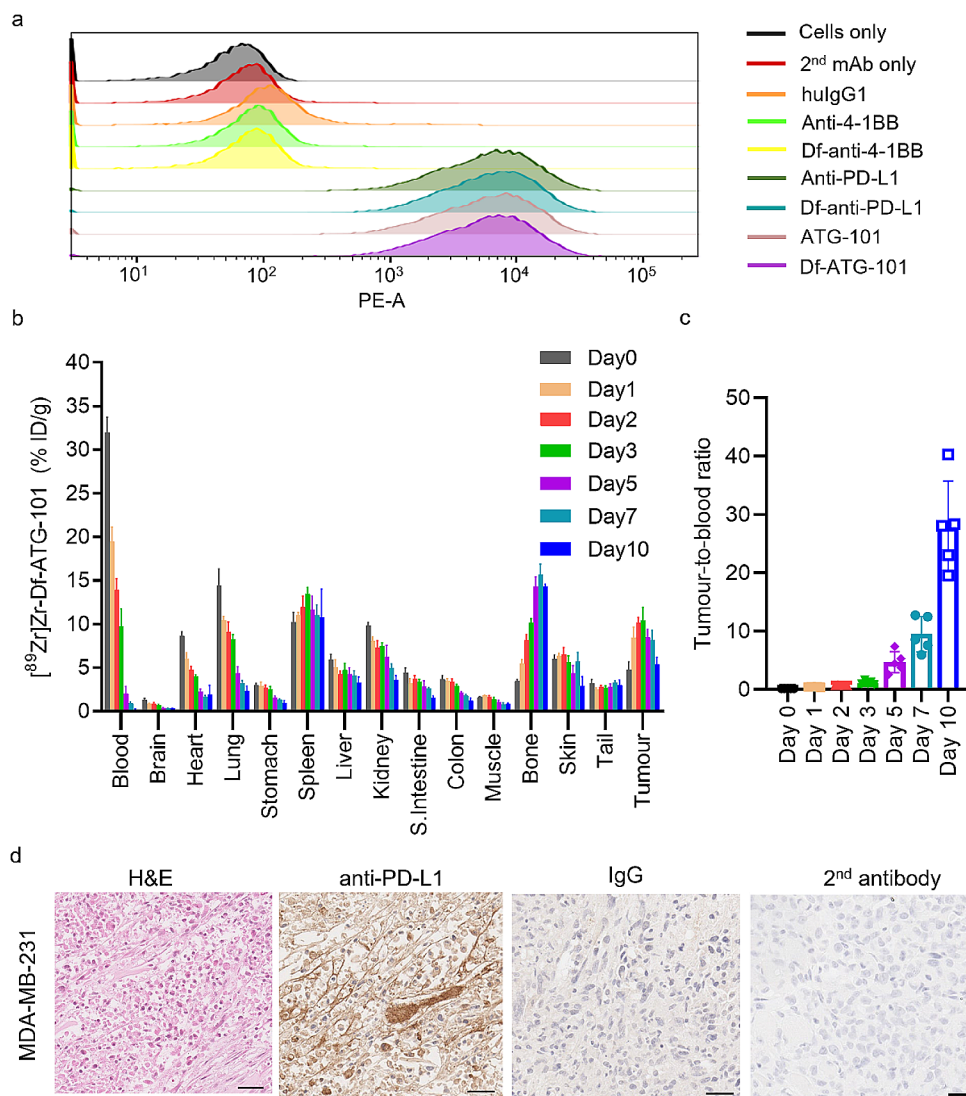 a
Cells only
2nd mAb only
huIgG1
Anti-4-1BB
Df-anti-4-1BB
Anti-PD-L1
Df-anti-PD-L1
ATG-101
Df-ATG-101
10^1 10^2 10^3 10^4 10^5
PE-A
b
[89Zr]Zr-Df-ATG-101 (% ID/g)
40
35
30
25
20
15
10
5
0
Day0
Day1
Day2
Day3
Day5
Day7
Day10
Blood
Brain
Heart
Lung
Stomach
Spleen
Liver
Kidney
S.Intestine
Colon
Muscle
Bone
Skin
Tail
Tumour
c
Tumour-to-blood ratio
50
40
30
20
10
0
Day 0
Day 1
Day 2
Day 3
Day 5
Day 7
Day 10
d
H&E anti-PD-L1 IgG 2nd antibody
MDA-MB-231